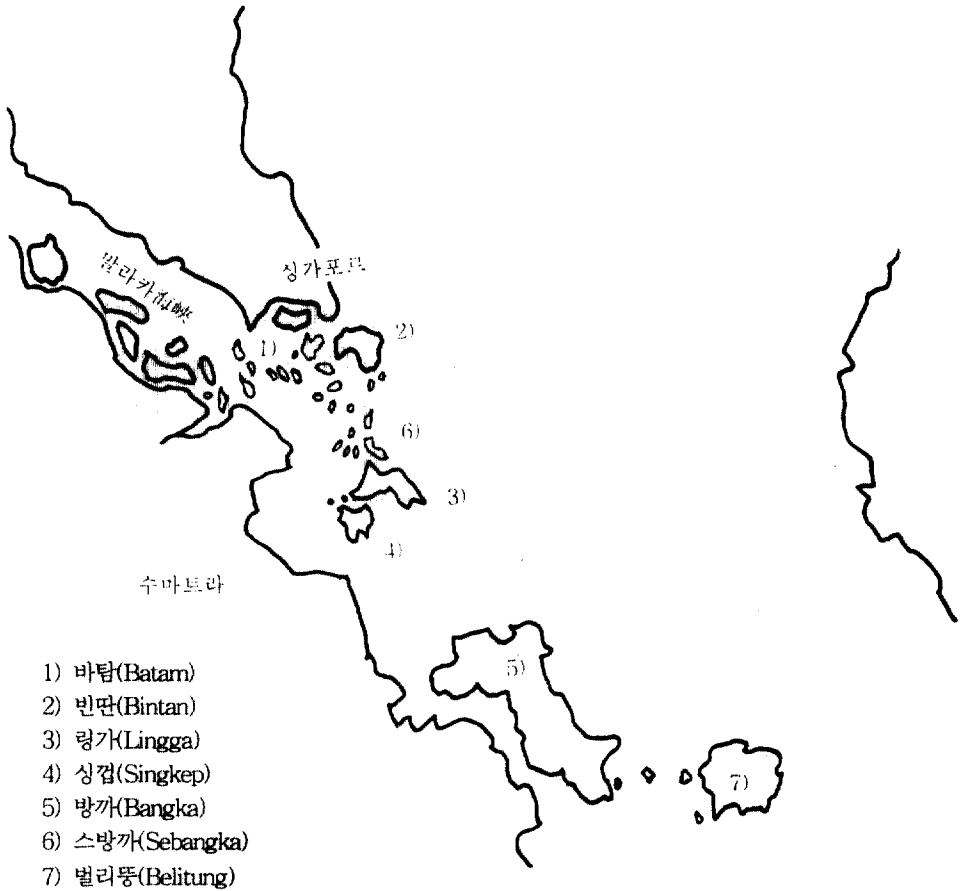 말라카海峽
싱가포르
1)
2)
6)
3)
4)
수마트라
5)
7)
1) 바탐(Batam)
2) 빈딴(Bintan)
3) 링가(Lingga)
4) 싱껍(Singkep)
5) 방까(Bangka)
6) 스방까(Sebangka)
7) 벌리뚱(Belitung)